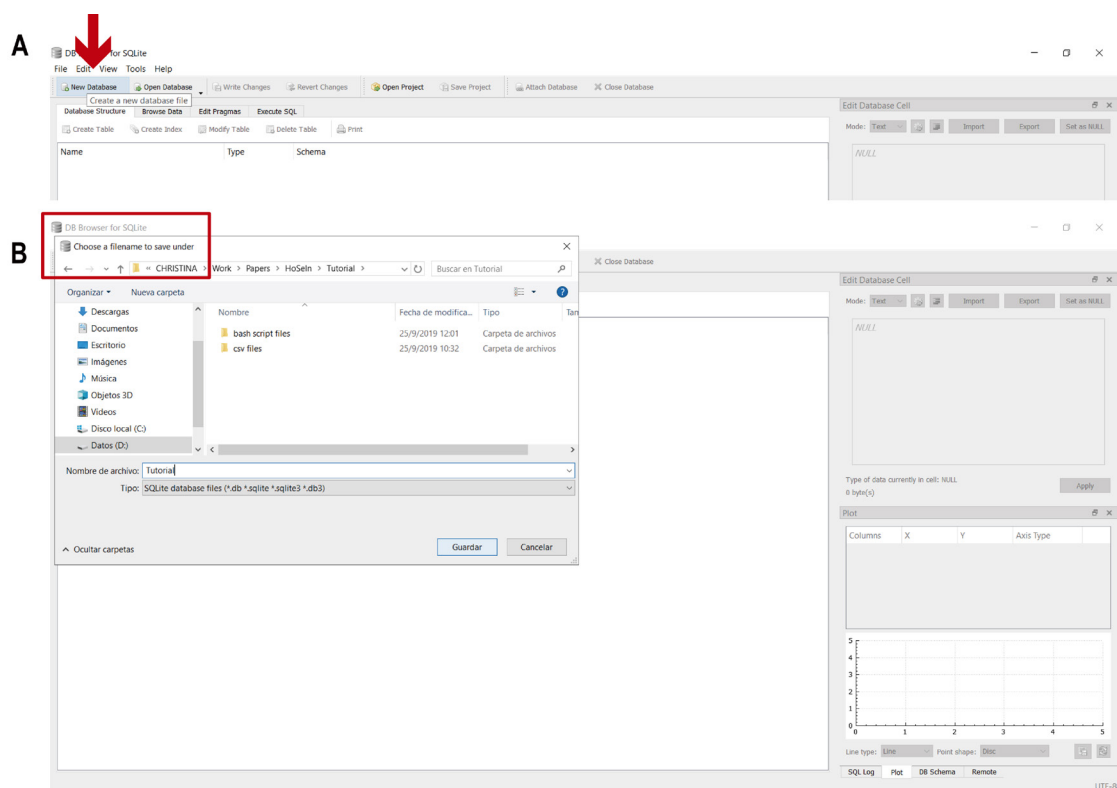 A
DB for SQLite
File Edit View Tools Help
New Database Open Database Write Changes Revert Changes Open Project Save Project Attach Database Close Database
Create a new database file
Database Structure Browse Data Edit Pragmas Execute SQL
Create Table Create Index Modify Table Delete Table Print
Name Type Schema
Edit Database Cell
Mode: Text Import Export Set as NULL
NULL
B
DB Browser for SQLite
Choose a filename to save under
« CHRISTINA > Work > Papers > HoSeIn > Tutorial >
Buscar en Tutorial
Close Database
Organizar Nueva carpeta
Descargas
Documentos
Escritorio
Imágenes
Música
Objetos 3D
Vídeos
Disco local (C:)
Datos (D:)
Nombre Fecha de modifica... Tipo Tan
bash script files 25/9/2019 12:01 Carpeta de archivos
csv files 25/9/2019 10:32 Carpeta de archivos
Nombre de archivo: Tutorial
Tipo: SQLite database files (*.db *.sqlite *.sqlite3 *.db3)
Ocultar carpetas
Guardar Cancelar
Edit Database Cell
Mode: Text Import Export Set as NULL
NULL
Type of data currently in cell: NULL
0 byte(s)
Apply
Plot
Columns X Y Axis Type
5
4
3
2
1
0
0 1 2 3 4 5
Line type: Line Point shape: Disc
SQL Log Plot DB Schema Remote
UTF-8